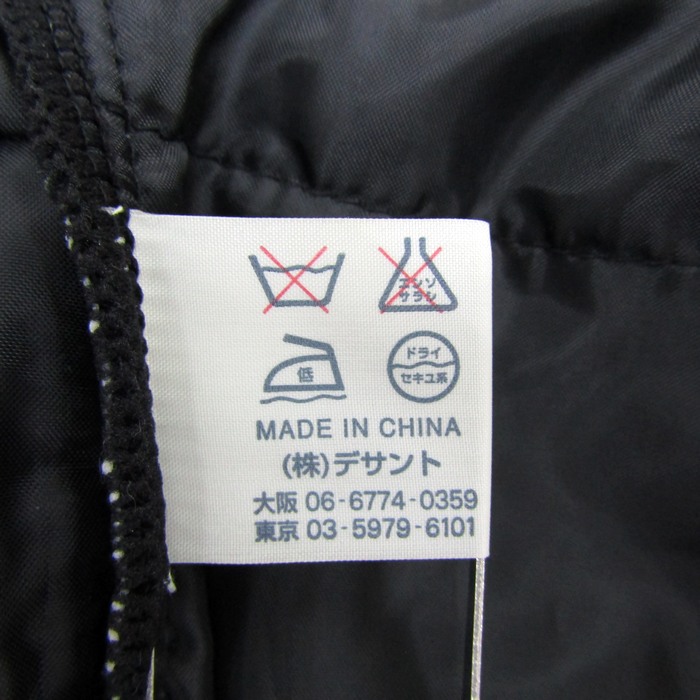 エンソ
サラシ
低
ドライ
セキユ系
MADE IN CHINA
(株)デサント
大阪 06-6774-0359
東京 03-5979-6101